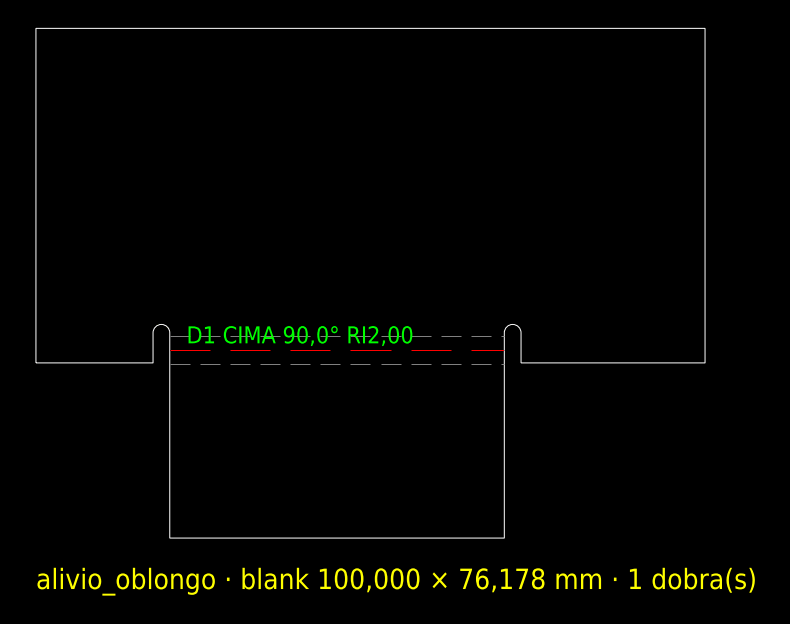 D1 CIMA 90,0° RI2,00
alivio_oblongo · blank 100,000 × 76,178 mm · 1 dobra(s)